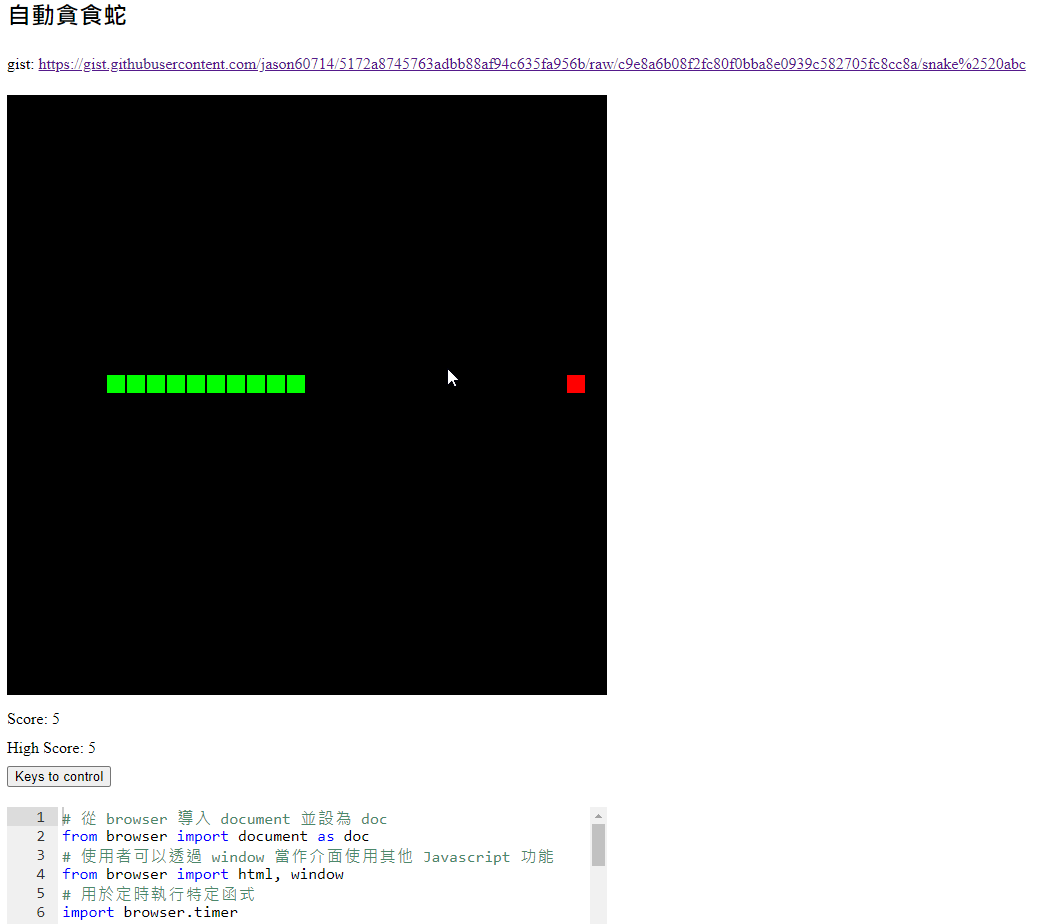 自動貪食蛇
gist: https://gist.githubusercontent.com/jason60714/5172a8745763adbb88af94c635fa956b/raw/c9e8a6b08f2fc80f0bba8e0939c582705fc8cc8a/snake%2520abc
Score: 5
High Score: 5
Keys to control
1 # 從 browser 導入 document 並設為 doc
2 from browser import document as doc
3 # 使用者可以透過 window 當作介面使用其他 Javascript 功能
4 from browser import html, window
5 # 用於定時執行特定函式
6 import browser.timer